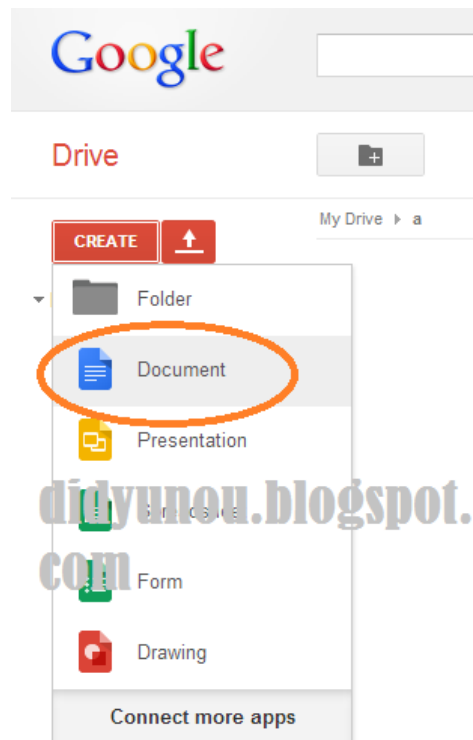 Google
Drive
My Drive a
CREATE
Folder
Document
Presentation
didyunou.blogspot.
com
Form
Drawing
Connect more apps